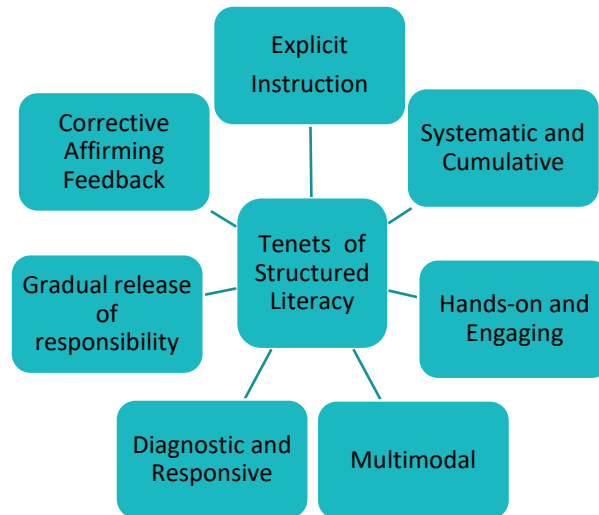 Explicit
Instruction
Systematic and
Cumulative
Hands-on and
Engaging
Multimodal
Diagnostic and
Responsive
Gradual release
of
responsibility
Corrective
Affirming
Feedback
Tenets of
Structured
Literacy